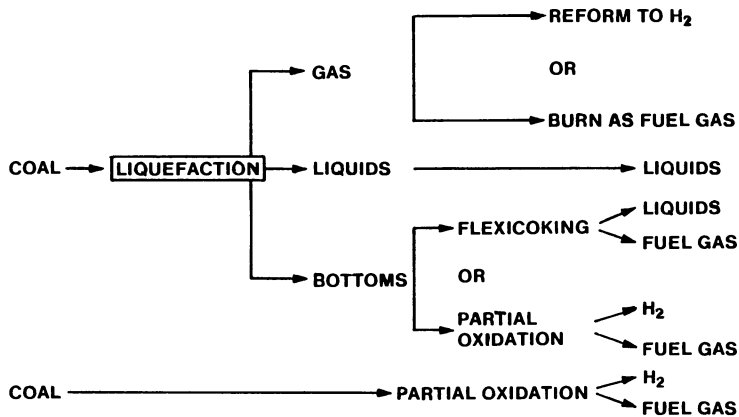 REFORM TO H₂
GAS
OR
BURN AS FUEL GAS
COAL
LIQUEFACTION
LIQUIDS
LIQUIDS
LIQUIDS
FLEXICOKING
FUEL GAS
BOTTOMS
OR
PARTIAL
OXIDATION
H₂
FUEL GAS
COAL
PARTIAL OXIDATION
H₂
FUEL GAS